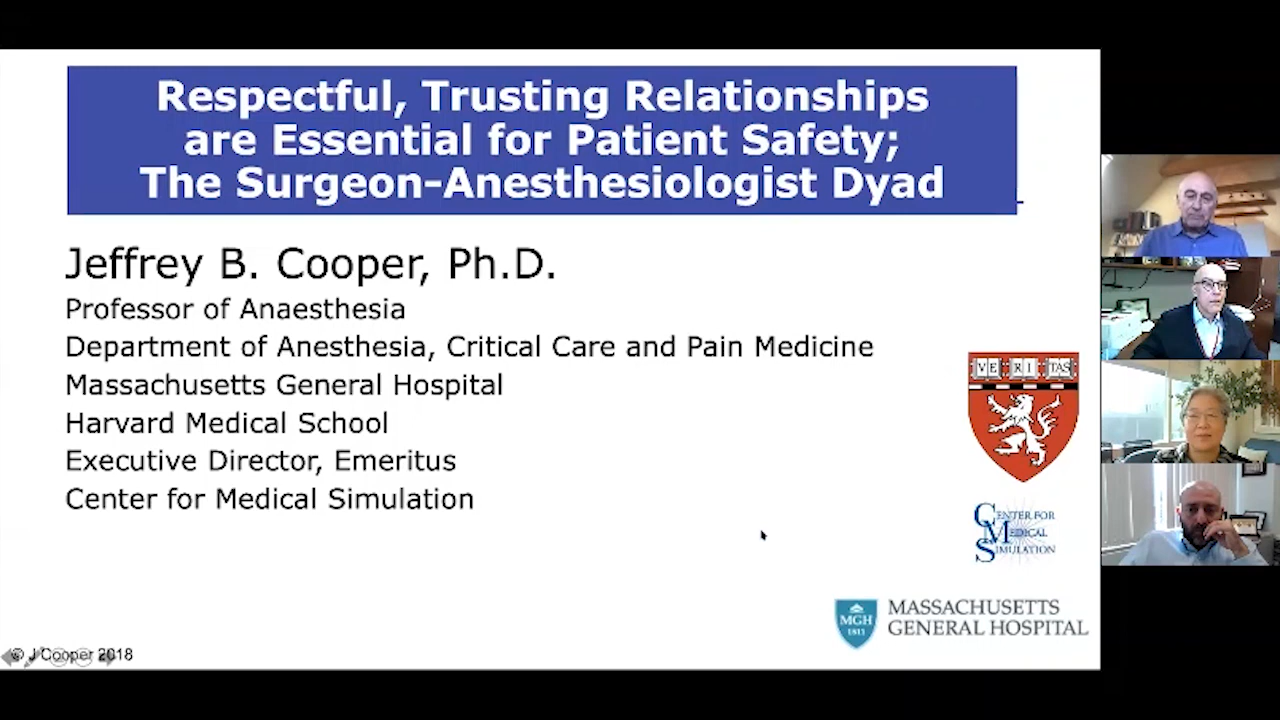 Respectful, Trusting Relationships
are Essential for Patient Safety;
The Surgeon-Anesthesiologist Dyad
Jeffrey B. Cooper, Ph.D.
Professor of Anaesthesia
Department of Anesthesia, Critical Care and Pain Medicine
Massachusetts General Hospital
Harvard Medical School
Executive Director, Emeritus
Center for Medical Simulation
VE RI TAS
CENTER FOR
MEDICAL
SIMULATION
MGH
1811
MASSACHUSETTS
GENERAL HOSPITAL
© J Cooper 2018